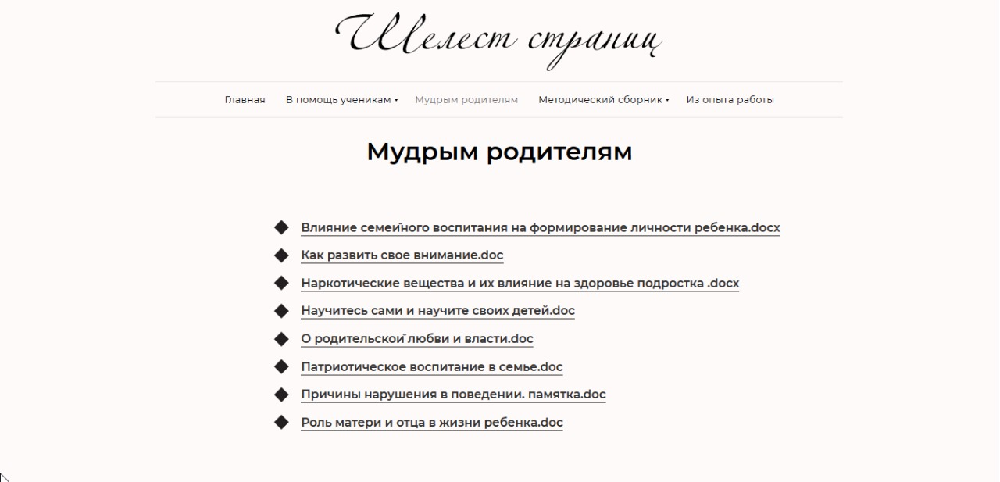 Шелест страниц
Главная В помощь ученикам Мудрым родителям Методический сборник Из опыта работы
Мудрым родителям
Влияние семейного воспитания на формирование личности ребенка.docx
Как развить свое внимание.doc
Наркотические вещества и их влияние на здоровье подростка .docx
Научитесь сами и научите своих детей.doc
О родительской любви и власти.doc
Патриотическое воспитание в семье.doc
Причины нарушения в поведении. памятка.doc
Роль матери и отца в жизни ребенка.doc